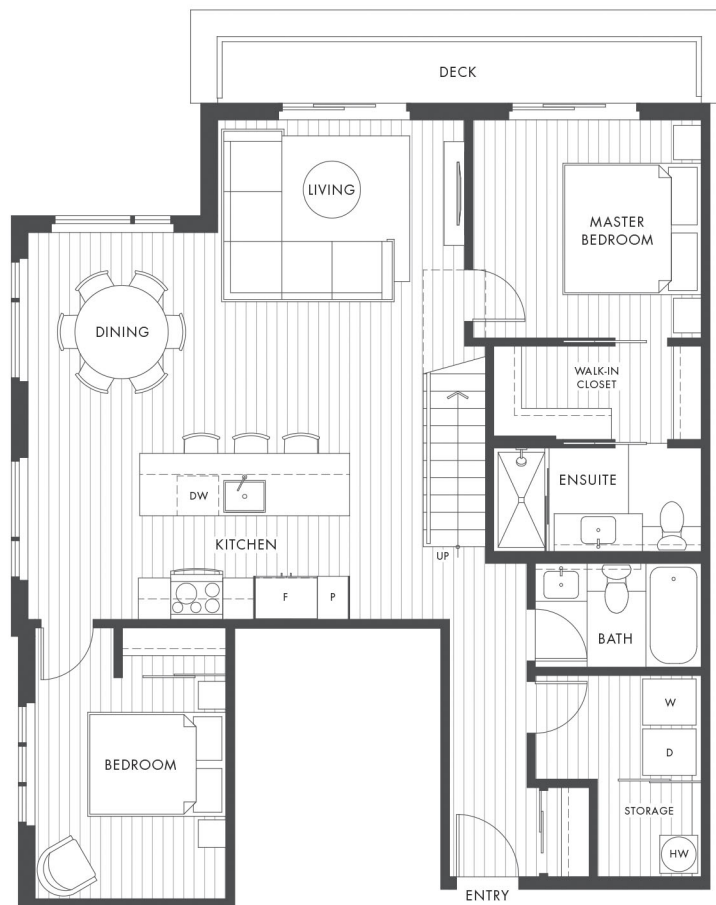 DECK
LIVING
MASTER
BEDROOM
DINING
WALK-IN
CLOSET
ENSUITE
DW
KITCHEN
UP
F
P
BATH
W
BEDROOM
D
STORAGE
HW
ENTRY